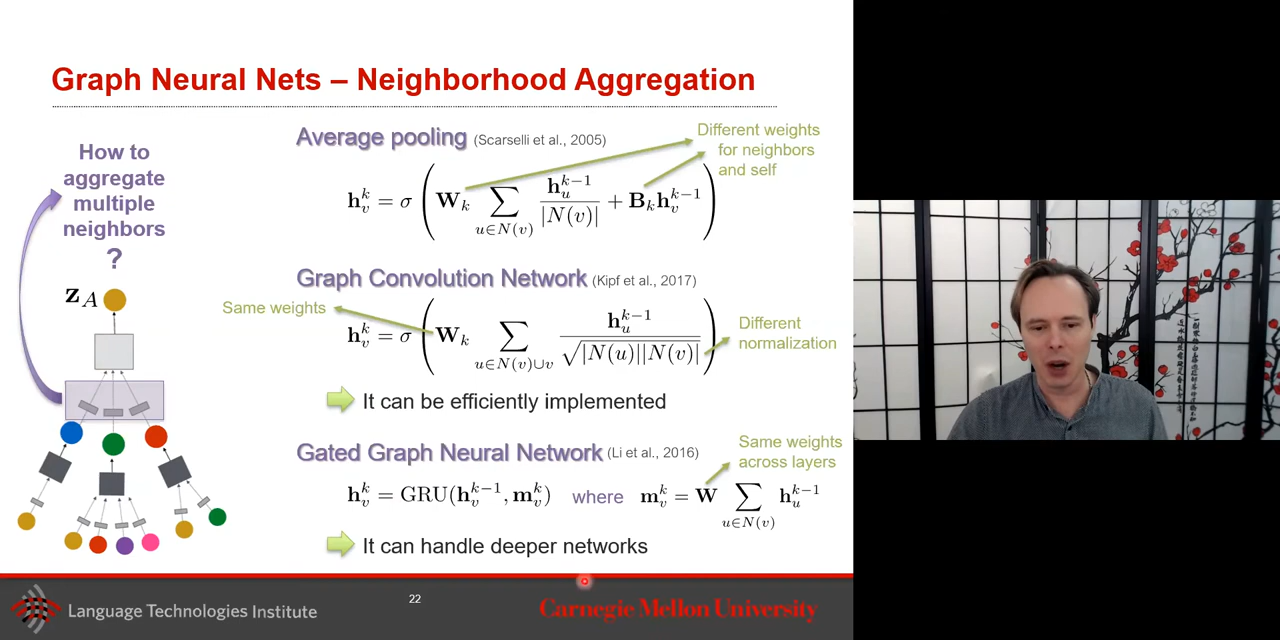 Graph Neural Nets – Neighborhood Aggregation
How to
aggregate
multiple
neighbors
?
z_A
Average pooling (Scarselli et al., 2005)
Different weights
for neighbors
and self
h_v^k = σ ( W_k ∑_{u∈N(v)} h_u^{k−1} / |N(v)| + B_k h_v^{k−1} )
Graph Convolution Network (Kipf et al., 2017)
Same weights
h_v^k = σ ( W_k ∑_{u∈N(v)∪v} h_u^{k−1} / √|N(u)||N(v)| )
Different
normalization
It can be efficiently implemented
Gated Graph Neural Network (Li et al., 2016)
Same weights
across layers
h_v^k = GRU(h_v^{k−1}, m_v^k) where m_v^k = W ∑_{u∈N(v)} h_u^{k−1}
It can handle deeper networks
Language Technologies Institute
22
Carnegie Mellon University